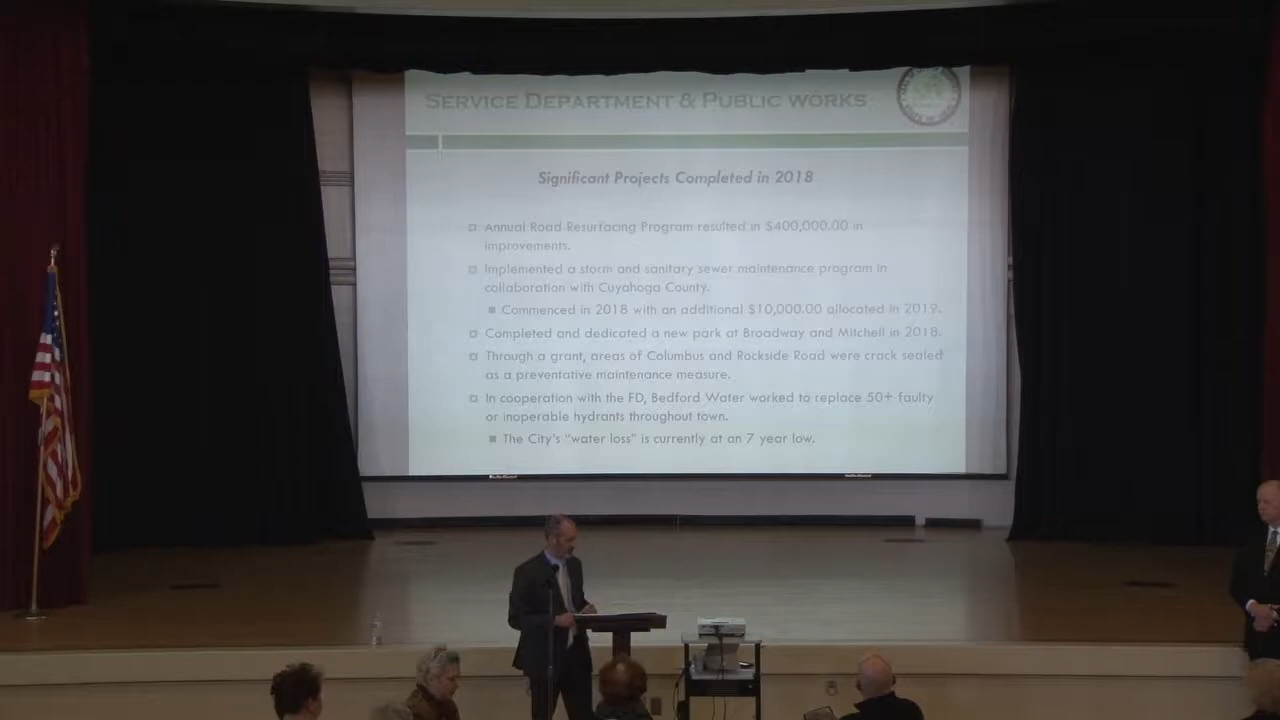 Service Department & Public works
Significant Projects Completed in 2018
Annual Road Resurfacing Program resulted in $400,000.00 in
improvements.
Implemented a storm and sanitary sewer maintenance program in
collaboration with Cuyahoga County.
Commenced in 2018 with an additional $10,000.00 allocated in 2019.
Completed and dedicated a new park at Broadway and Mitchell in 2018.
Through a grant, areas of Columbus and Rockside Road were crack sealed
as a preventative maintenance measure.
In cooperation with the FD, Bedford Water worked to replace 50+ faulty
or inoperable hydrants throughout town.
The City's "water loss" is currently at an 7 year low.